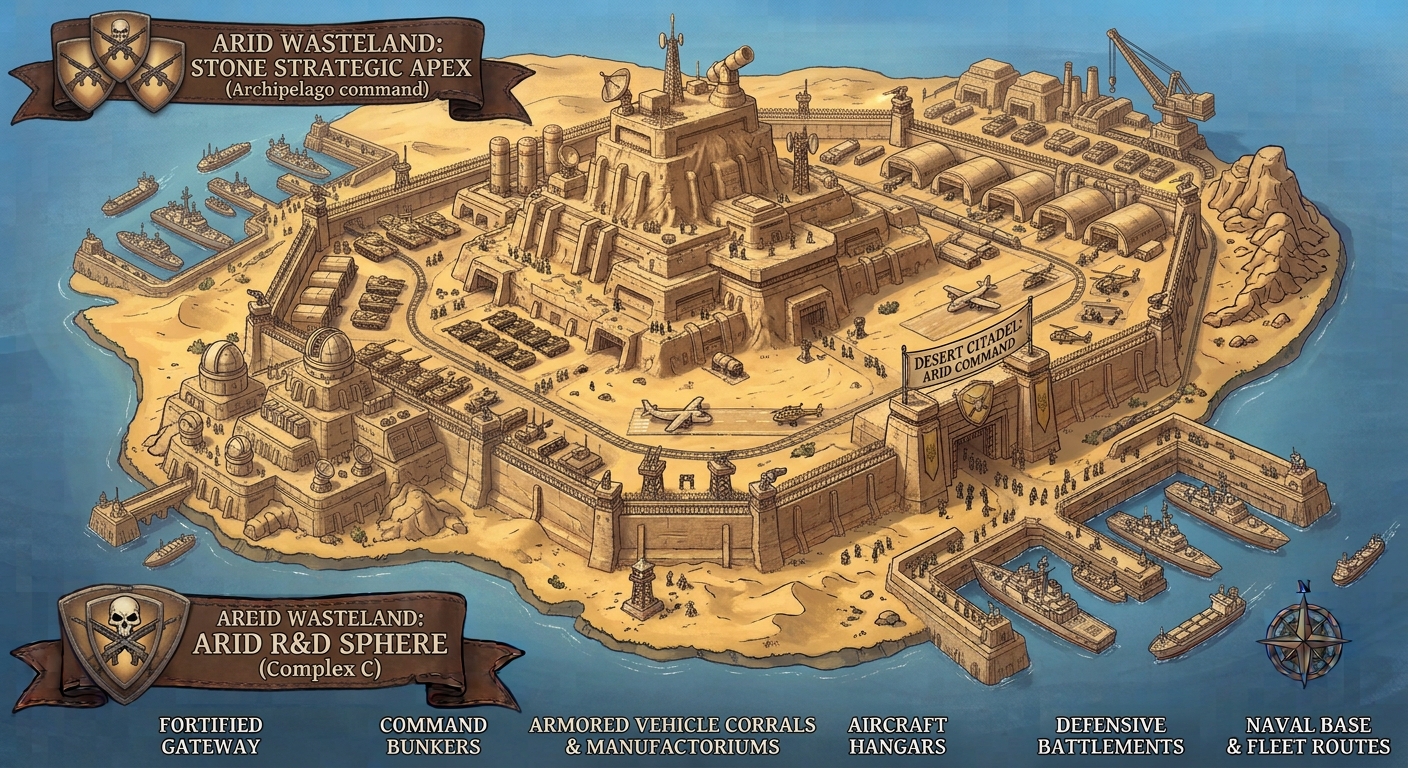 ARID WASTELAND:
STONE STRATEGIC APEX
(Archipelago command)
DESERT CITADEL:
ARID COMMAND
AREID WASTELAND:
ARID R&D SPHERE
(Complex C)
N
FORTIFIED
GATEWAY
COMMAND
BUNKERS
ARMORED VEHICLE CORRALS
& MANUFACTORIUMS
AIRCRAFT
HANGARS
DEFENSIVE
BATTLEMENTS
NAVAL BASE
& FLEET ROUTES